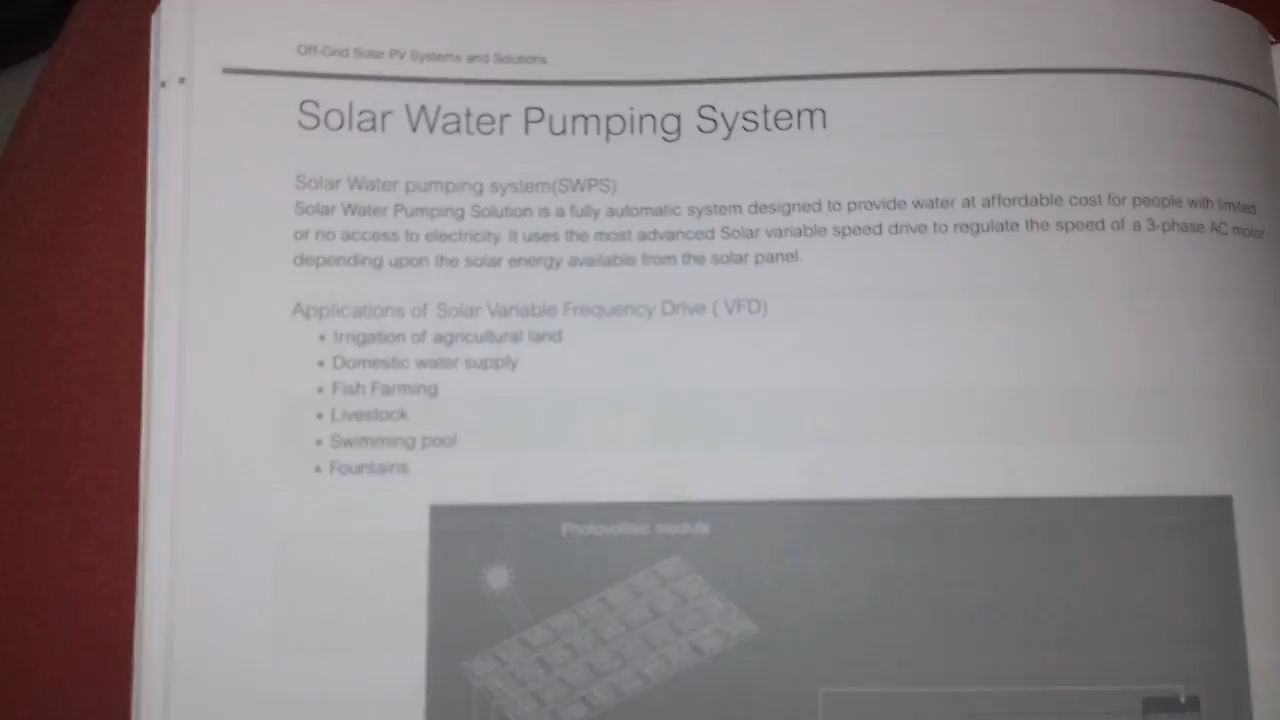 Off-Grid Solar PV Systems and Solutions
Solar Water Pumping System
Solar Water pumping system(SWPS)
Solar Water Pumping Solution is a fully automatic system designed to provide water at affordable cost for people with limited
or no access to electricity. It uses the most advanced Solar variable speed drive to regulate the speed of a 3-phase AC motor
depending upon the solar energy available from the solar panel.
Applications of Solar Variable Frequency Drive ( VFD)
• Irrigation of agricultural land
• Domestic water supply
• Fish Farming
• Livestock
• Swimming pool
• Fountains
Photovoltaic module